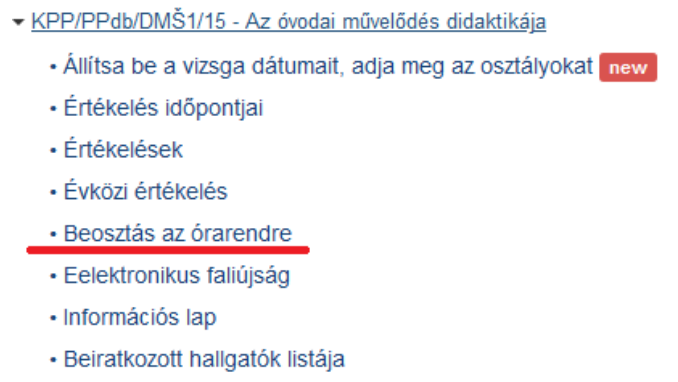 KPP/PPdb/DMŠ1/15 - Az óvodai művelődés didaktikája
• Állítsa be a vizsga dátumait, adja meg az osztályokat new
• Értékelés időpontjai
• Értékelések
• Évközi értékelés
• Beosztás az órarendre
• Eelektronikus faliújság
• Információs lap
• Beiratkozott hallgatók listája